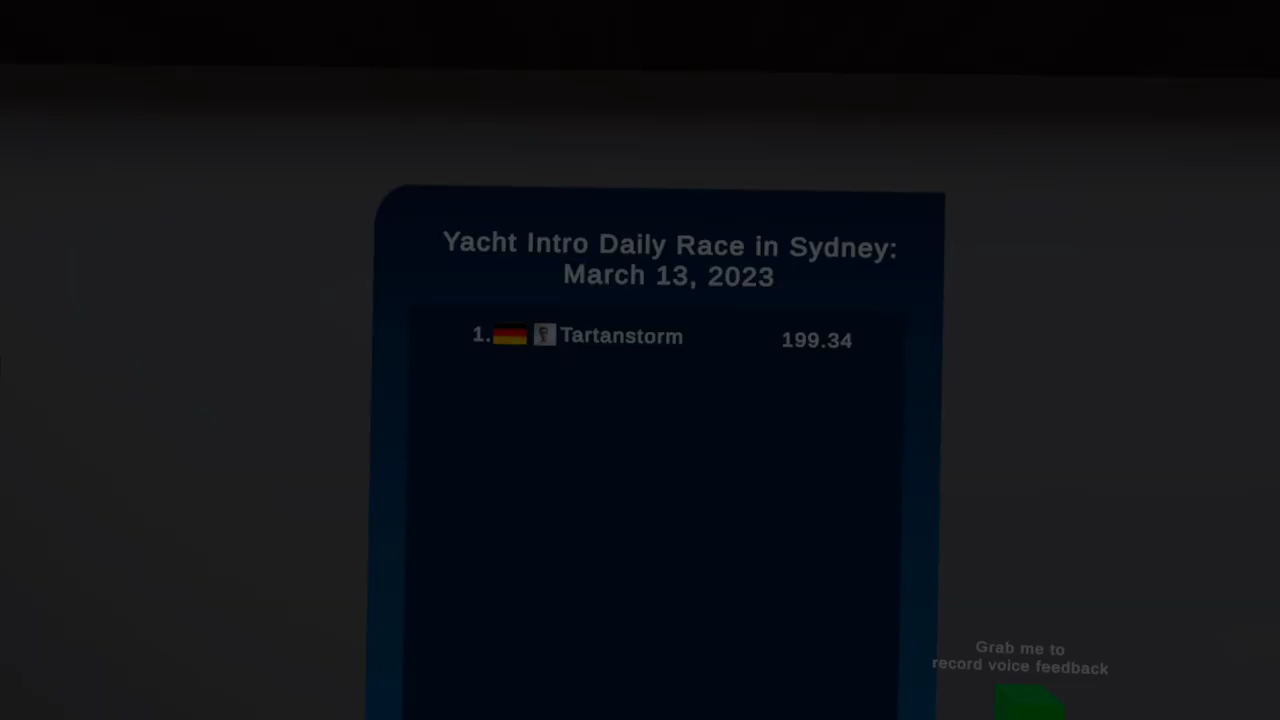 Yacht Intro Daily Race in Sydney:
March 13, 2023
1. Tartanstorm 199.34
Grab me to
record voice feedback